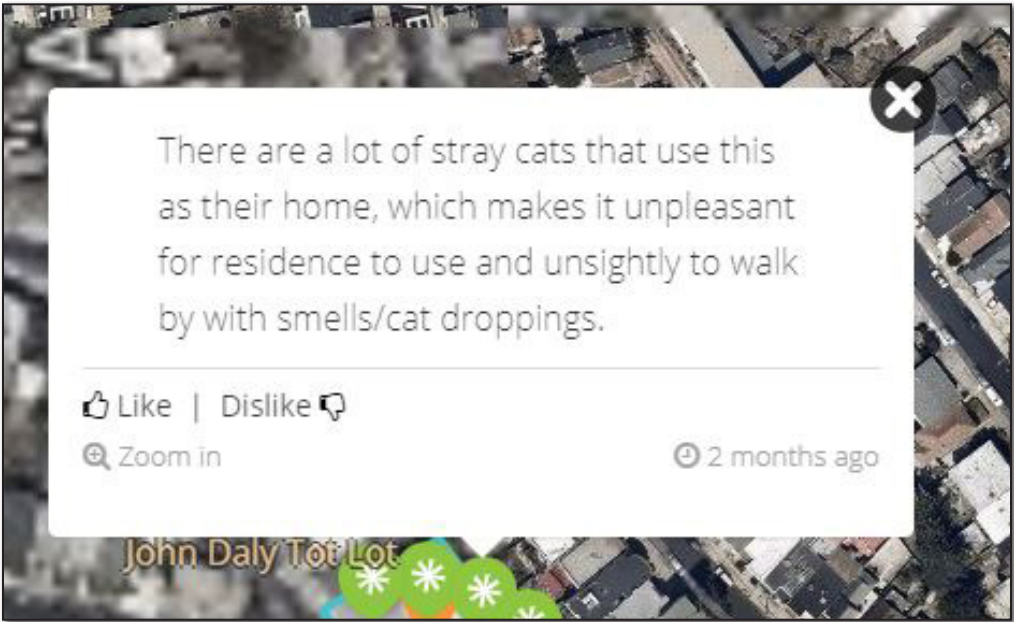 There are a lot of stray cats that use this
as their home, which makes it unpleasant
for residence to use and unsightly to walk
by with smells/cat droppings.
Like | Dislike
Zoom in
2 months ago
John Daly Tot Lot